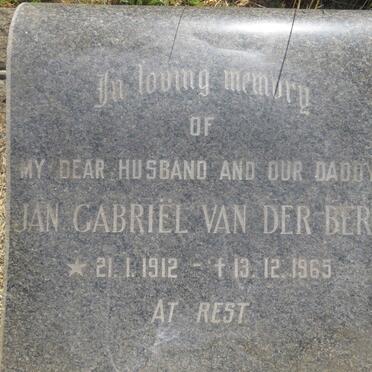 In loving memory
OF
MY DEAR HUSBAND AND OUR DADDY
JAN GABRIËL VAN DER BER
★ 21.1.1912 - † 13.12.1965
AT REST